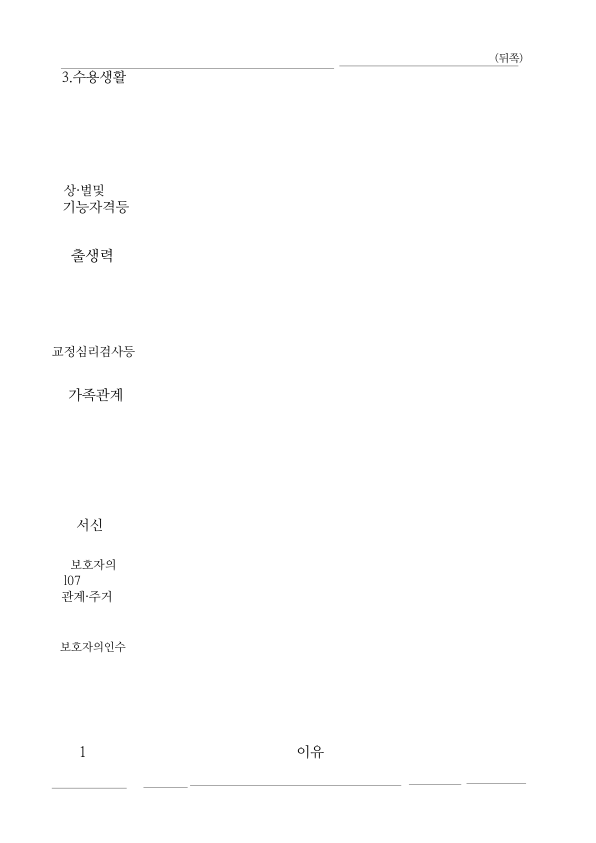 (뒤쪽)
3.수용생활
상·벌및
기능자격등
출생력
교정심리검사등
가족관계
서신
보호자의
l07
관계·주거
보호자의인수
1 이유